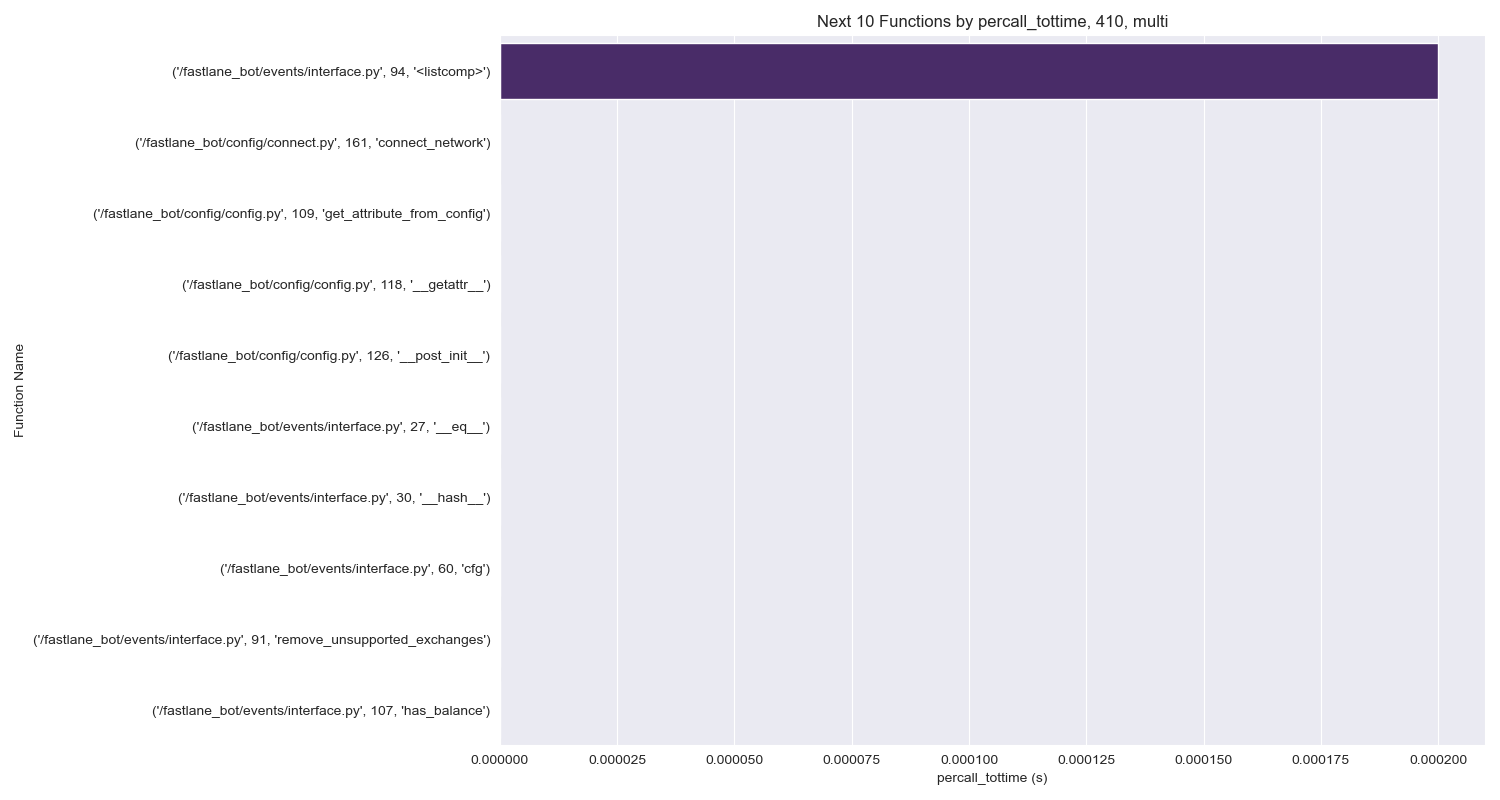 Next 10 Functions by percall_tottime, 410, multi
('/fastlane_bot/events/interface.py', 94, '<listcomp>')
('/fastlane_bot/config/connect.py', 161, 'connect_network')
('/fastlane_bot/config/config.py', 109, 'get_attribute_from_config')
('/fastlane_bot/config/config.py', 118, '__getattr__')
('/fastlane_bot/config/config.py', 126, '__post_init__')
('/fastlane_bot/events/interface.py', 27, '__eq__')
('/fastlane_bot/events/interface.py', 30, '__hash__')
('/fastlane_bot/events/interface.py', 60, 'cfg')
('/fastlane_bot/events/interface.py', 91, 'remove_unsupported_exchanges')
('/fastlane_bot/events/interface.py', 107, 'has_balance')
Function Name
0.000000 0.000025 0.000050 0.000075 0.000100 0.000125 0.000150 0.000175 0.000200
percall_tottime (s)